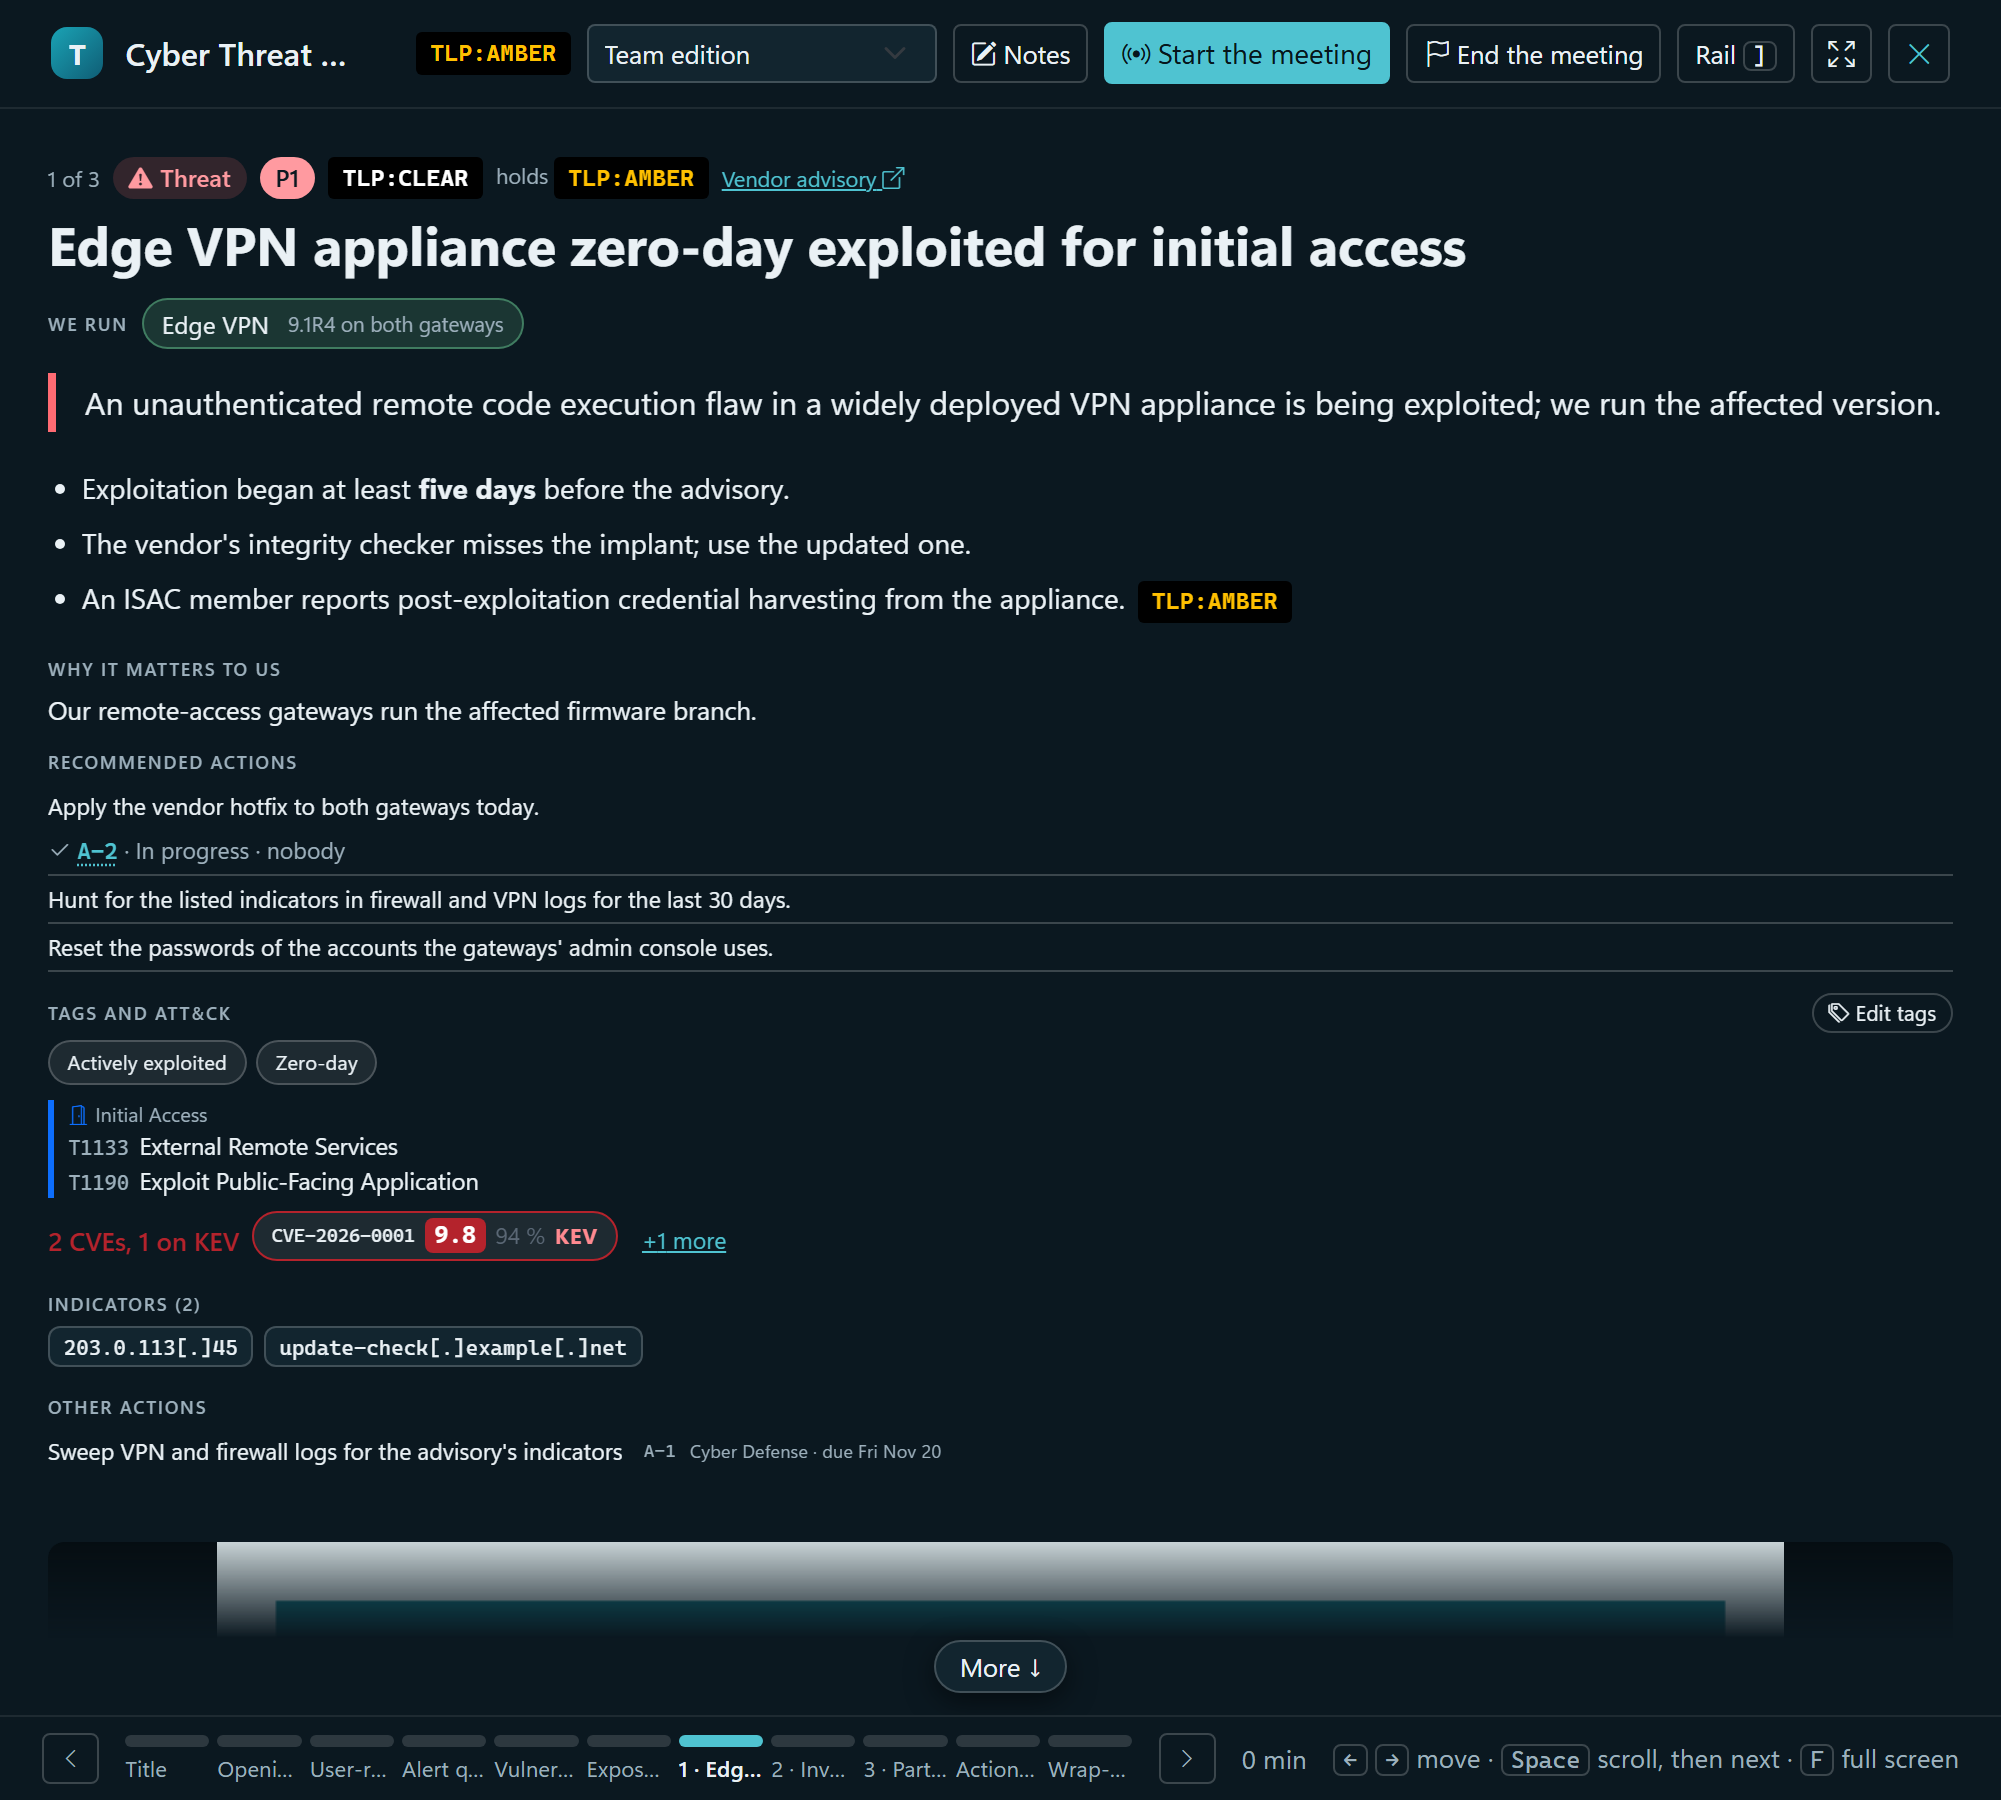 T Cyber Threat ... TLP:AMBER Team edition Notes Start the meeting End the meeting Rail ]
1 of 3 Threat P1 TLP:CLEAR holds TLP:AMBER Vendor advisory
Edge VPN appliance zero-day exploited for initial access
WE RUN Edge VPN 9.1R4 on both gateways
An unauthenticated remote code execution flaw in a widely deployed VPN appliance is being exploited; we run the affected version.
• Exploitation began at least five days before the advisory.
• The vendor's integrity checker misses the implant; use the updated one.
• An ISAC member reports post-exploitation credential harvesting from the appliance. TLP:AMBER
WHY IT MATTERS TO US
Our remote-access gateways run the affected firmware branch.
RECOMMENDED ACTIONS
Apply the vendor hotfix to both gateways today.
✓ A-2 · In progress · nobody
Hunt for the listed indicators in firewall and VPN logs for the last 30 days.
Reset the passwords of the accounts the gateways' admin console uses.
TAGS AND ATT&CK Edit tags
Actively exploited Zero-day
Initial Access
T1133 External Remote Services
T1190 Exploit Public-Facing Application
2 CVEs, 1 on KEV CVE-2026-0001 9.8 94 % KEV +1 more
INDICATORS (2)
203.0.113[.]45 update-check[.]example[.]net
OTHER ACTIONS
Sweep VPN and firewall logs for the advisory's indicators A-1 Cyber Defense · due Fri Nov 20
More ↓
Title Openi... User-r... Alert q... Vulner... Expos... 1 · Edg... 2 · Inv... 3 · Part... Action... Wrap-... 0 min ← → move · Space scroll, then next · F full screen